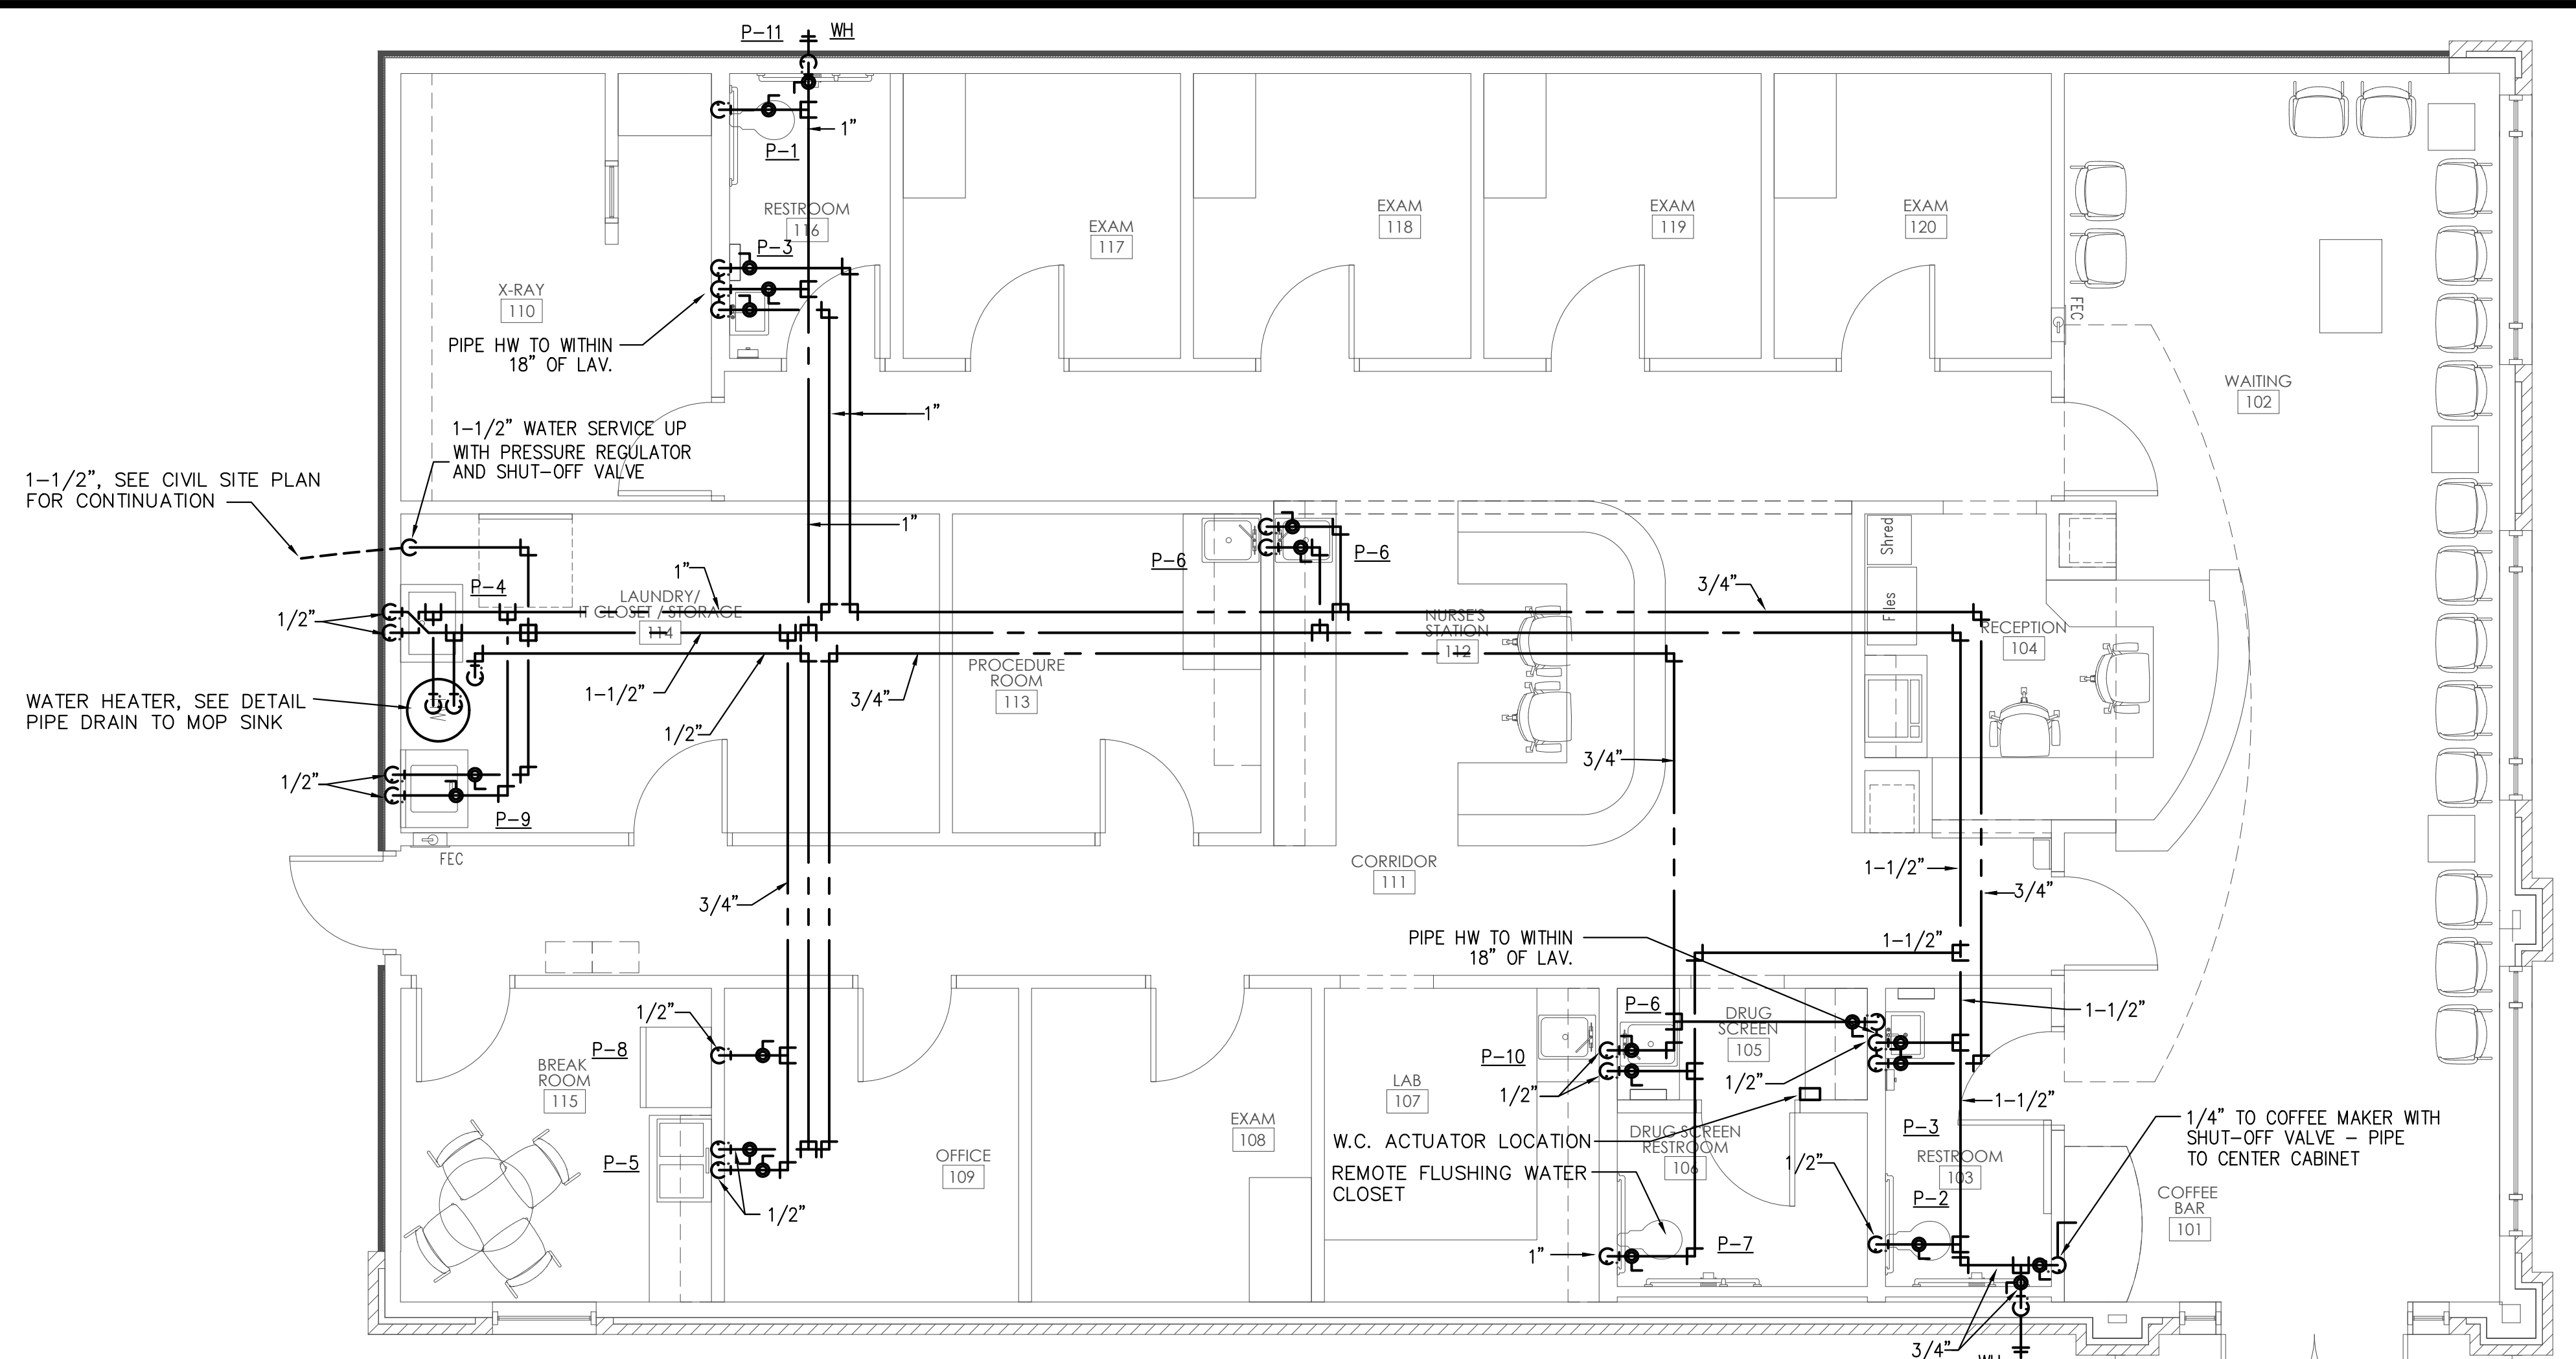 P-11
WH
1"
P-1
RESTROOM
116
P-3
EXAM
117
EXAM
118
EXAM
119
EXAM
120
X-RAY
110
FEC
PIPE HW TO WITHIN
18" OF LAV.
WAITING
102
1"
1-1/2" WATER SERVICE UP
WITH PRESSURE REGULATOR
AND SHUT-OFF VALVE
1-1/2", SEE CIVIL SITE PLAN
FOR CONTINUATION
1"
Shred
P-6
P-6
P-4
1"
3/4"
LAUNDRY/
IT CLOSET / STORAGE
114
1/2"
Files
NURSE'S
STATION
112
RECEPTION
104
PROCEDURE
ROOM
113
WATER HEATER, SEE DETAIL
PIPE DRAIN TO MOP SINK
1-1/2"
3/4"
1/2"
3/4"
1/2"
P-9
FEC
CORRIDOR
111
1-1/2"
3/4"
3/4"
PIPE HW TO WITHIN
18" OF LAV.
1-1/2"
1/2"
P-6
1-1/2"
DRUG
SCREEN
105
P-8
P-10
BREAK
ROOM
115
LAB
107
1/2"
1/2"
1-1/2"
EXAM
108
1/4" TO COFFEE MAKER WITH
SHUT-OFF VALVE - PIPE
TO CENTER CABINET
W.C. ACTUATOR LOCATION
DRUG SCREEN
RESTROOM
106
P-3
P-5
OFFICE
109
RESTROOM
103
REMOTE FLUSHING WATER
CLOSET
1/2"
P-2
COFFEE
BAR
101
1/2"
P-7
1"
3/4"
WH